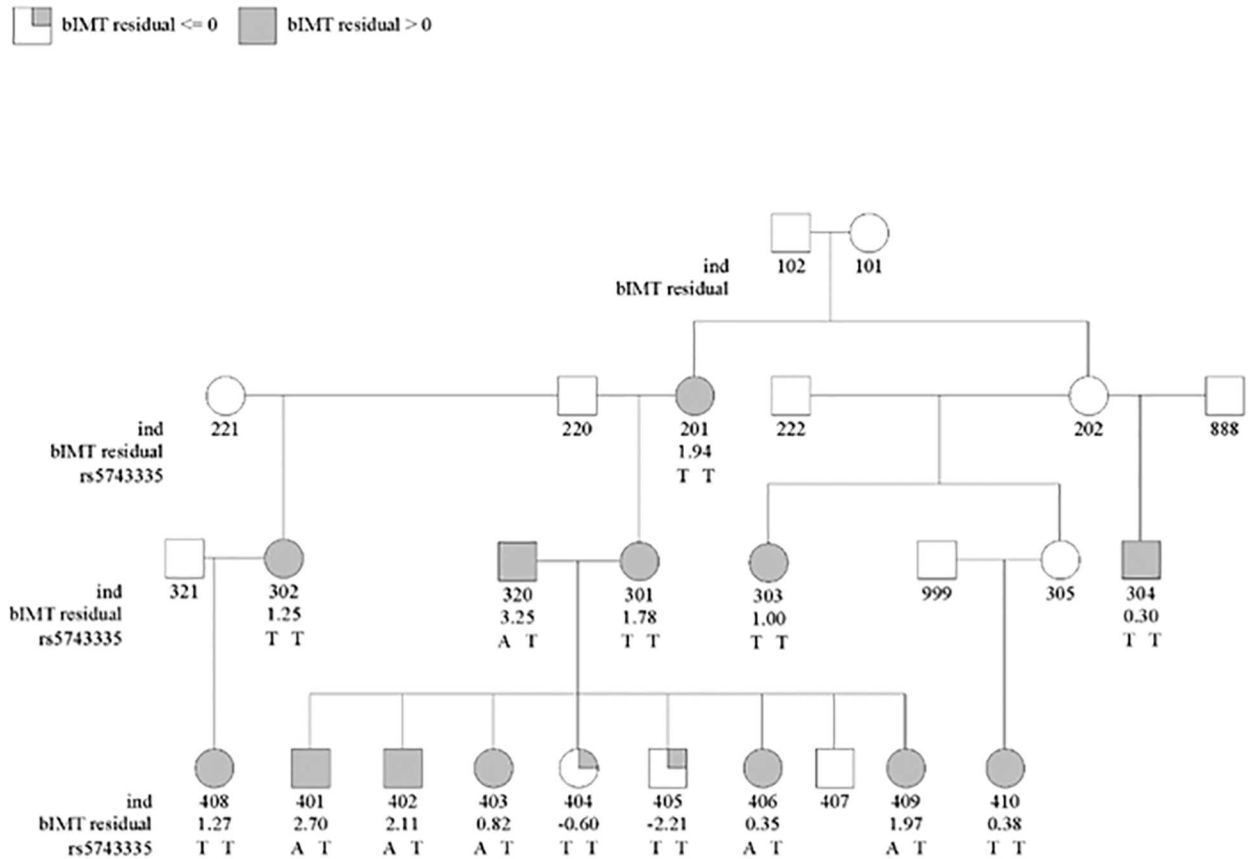 bIMT residual <= 0 bIMT residual > 0
ind 102 101
bIMT residual
ind 221 220 201 222 202 888
bIMT residual 1.94
rs5743335 T T
ind 321 302 320 301 303 999 305 304
bIMT residual 1.25 3.25 1.78 1.00 0.30
rs5743335 T T A T T T T T T T
ind 408 401 402 403 404 405 406 407 409 410
bIMT residual 1.27 2.70 2.11 0.82 -0.60 -2.21 0.35 1.97 0.38
rs5743335 T T A T A T A T T T T T A T A T T T